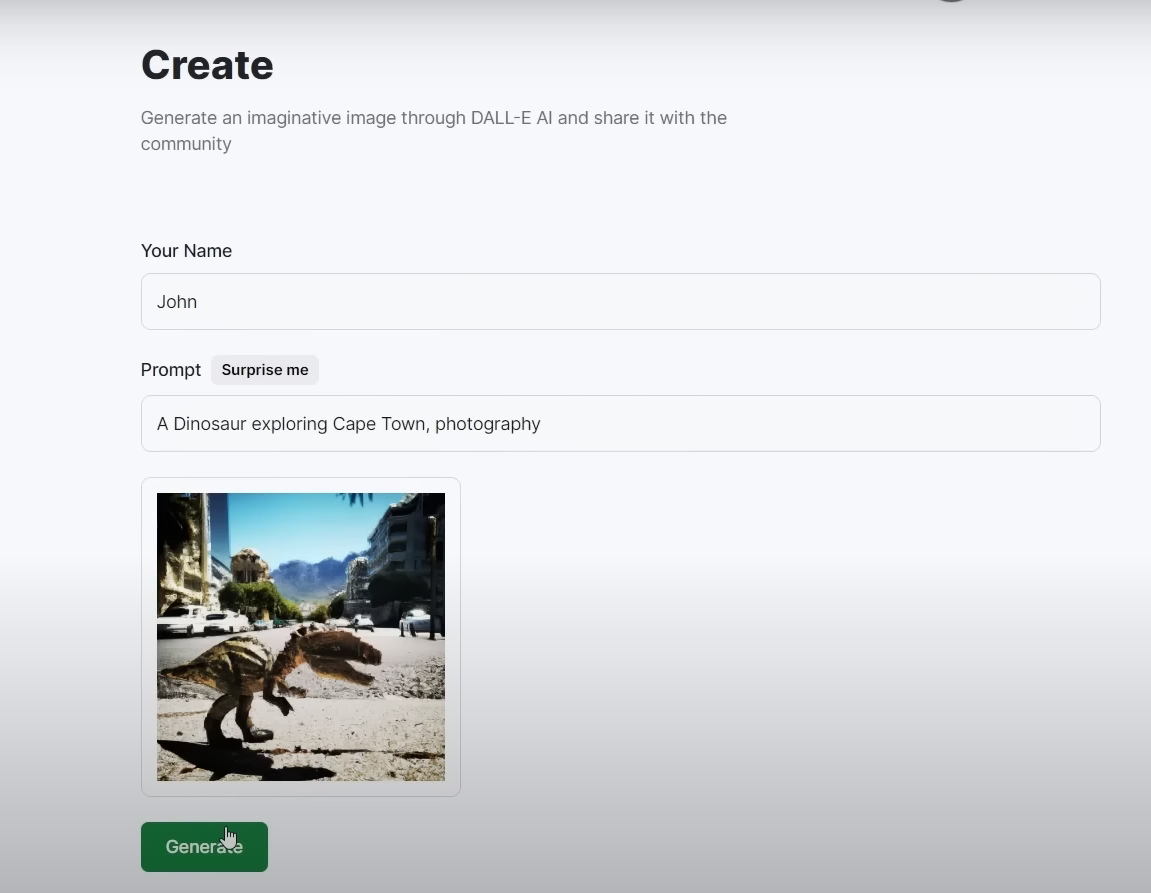 Create
Generate an imaginative image through DALL-E AI and share it with the
community
Your Name
John
Prompt Surprise me
A Dinosaur exploring Cape Town, photography
Generate